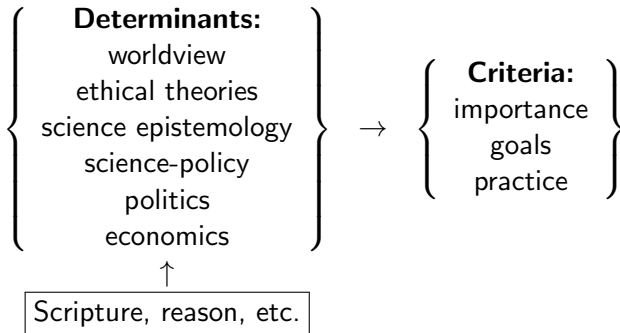 Determinants:
worldview
ethical theories
science epistemology
science-policy
politics
economics
→
Criteria:
importance
goals
practice
↑
Scripture, reason, etc.